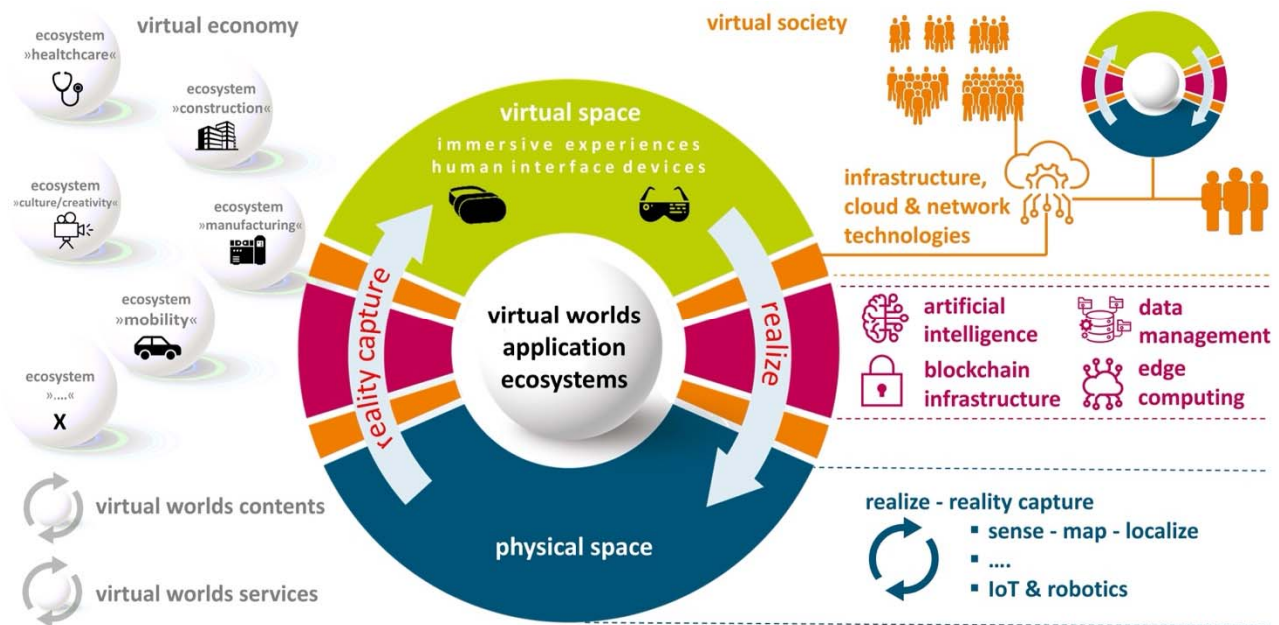 virtual economy
ecosystem
»healthcare«
ecosystem
»construction«
ecosystem
»culture/creativity«
ecosystem
»manufacturing«
ecosystem
»mobility«
ecosystem
»....«
X
virtual worlds contents
virtual worlds services
virtual space
immersive experiences
human interface devices
reality capture
realize
virtual worlds
application
ecosystems
physical space
virtual society
infrastructure,
cloud & network
technologies
artificial
intelligence
data
management
blockchain
infrastructure
edge
computing
realize - reality capture
▪ sense - map - localize
▪ ....
▪ IoT & robotics